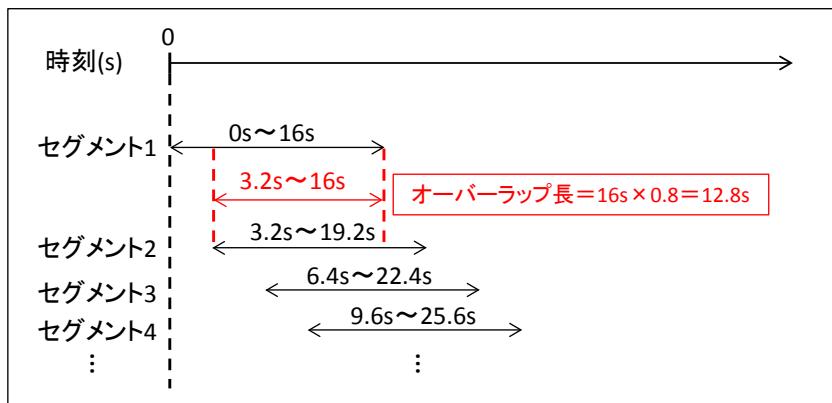 0
時刻(s)
セグメント1
0s～16s
3.2s～16s
オーバーラップ長＝16s×0.8＝12.8s
セグメント2
3.2s～19.2s
セグメント3
6.4s～22.4s
セグメント4
9.6s～25.6s
⋮ ⋮